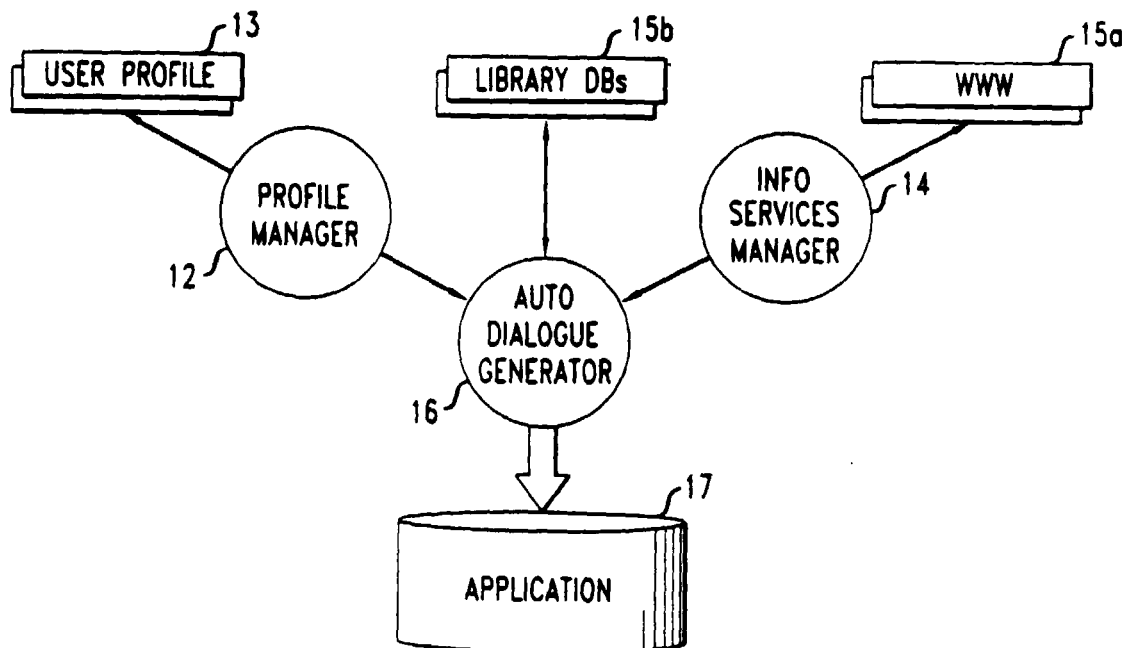 13
15b
15a
USER PROFILE
LIBRARY DBs
WWW
PROFILE
MANAGER
12
INFO
SERVICES
MANAGER
14
AUTO
DIALOGUE
GENERATOR
16
17
APPLICATION